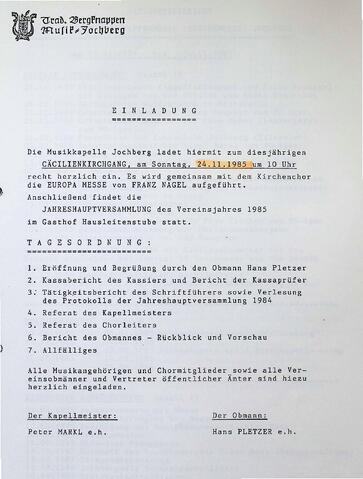 Trad. Bergknappen
Musik-Jochberg
EINLADUNG
Die Musikkapelle Jochberg ladet hiermit zum diesjährigen
CÄCILIENKIRCHGANG, am Sonntag, 24.11.1985 um 10 Uhr
recht herzlich ein. Es wird gemeinsam mit dem Kirchenchor
die EUROPA MESSE von FRANZ NAGEL aufgeführt.
Anschließend findet die
JAHRESHAUPTVERSAMMLUNG des Vereinsjahres 1985
im Gasthof Hausleitenstube statt.
TAGESORDNUNG:
1. Eröffnung und Begrüßung durch den Obmann Hans Pletzer
2. Kassabericht des Kassiers und Bericht der Kassaprüfer
3. Tätigkeitsbericht des Schriftführers sowie Verlesung
des Protokolls der Jahreshauptversammlung 1984
4. Referat des Kapellmeisters
5. Referat des Chorleiters
6. Bericht des Obmannes - Rückblick und Vorschau
7. Allfälliges
Alle Musikangehörigen und Chormitglieder sowie alle Ver-
einsobmänner und Vertreter öffentlicher Ämter sind hiezu
herzlich eingeladen.
Der Kapellmeister: Der Obmann:
Peter MARKL e.h. Hans PLETZER e.h.